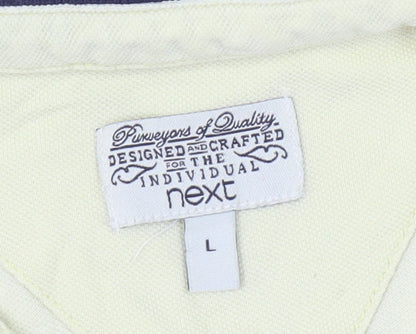 Purveyors of Quality
DESIGNED AND CRAFTED
FOR THE
INDIVIDUAL
next
L